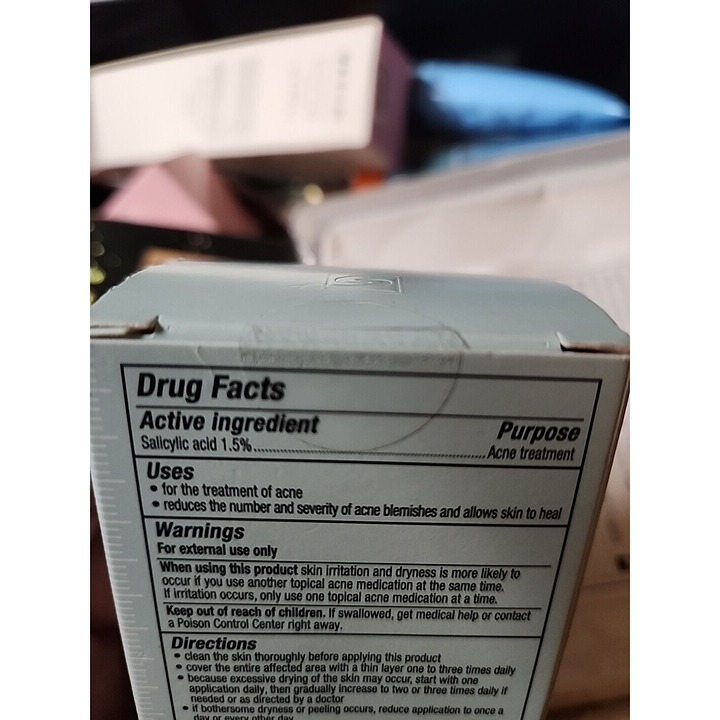 Drug Facts
Active ingredient Purpose
Salicylic acid 1.5%..........Acne treatment
Uses
• for the treatment of acne
• reduces the number and severity of acne blemishes and allows skin to heal
Warnings
For external use only
When using this product skin irritation and dryness is more likely to
occur if you use another topical acne medication at the same time.
If irritation occurs, only use one topical acne medication at a time.
Keep out of reach of children. If swallowed, get medical help or contact
a Poison Control Center right away.
Directions
• clean the skin thoroughly before applying this product
• cover the entire affected area with a thin layer one to three times daily
• because excessive drying of the skin may occur, start with one
application daily, then gradually increase to two or three times daily if
needed or as directed by a doctor
• if bothersome dryness or peeling occurs, reduce application to once a
day or every other day